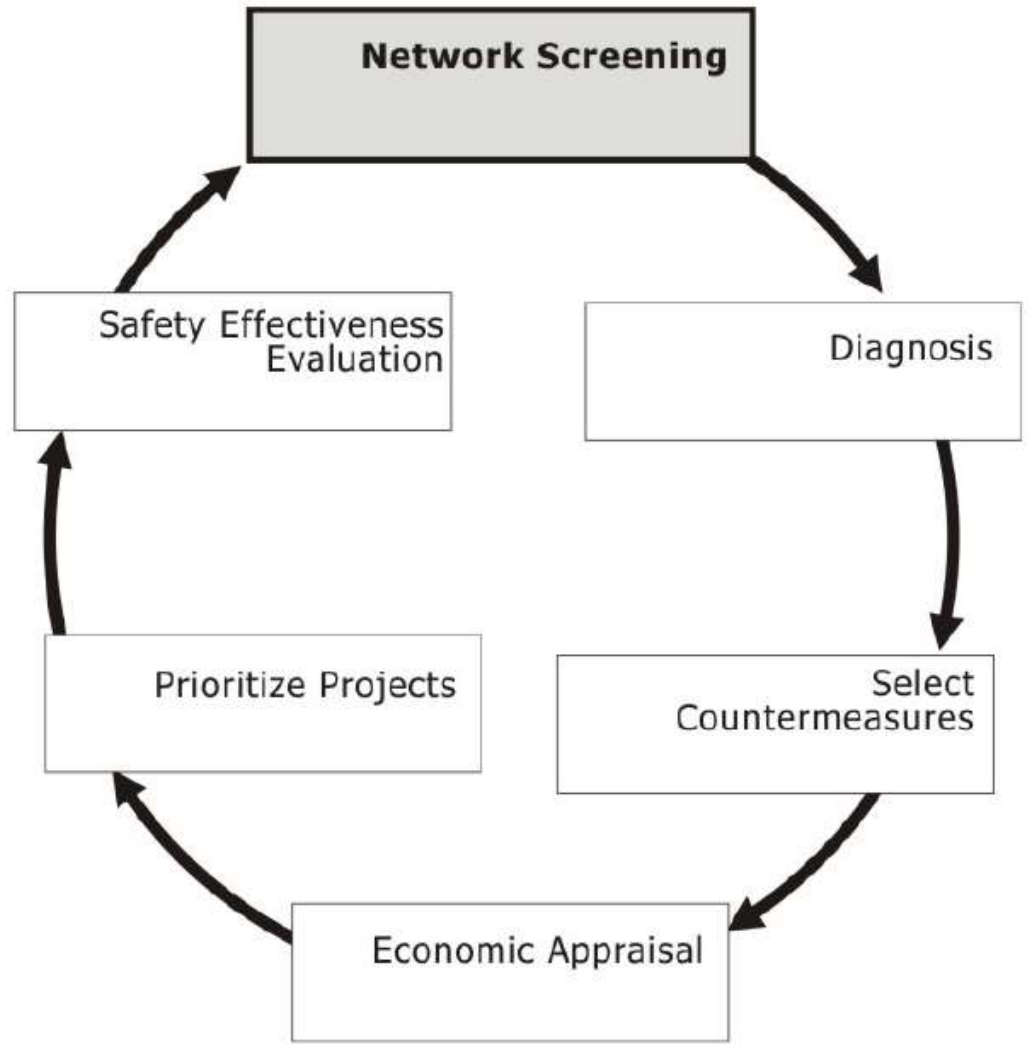 Network Screening
Diagnosis
Select
Countermeasures
Economic Appraisal
Prioritize Projects
Safety Effectiveness
Evaluation